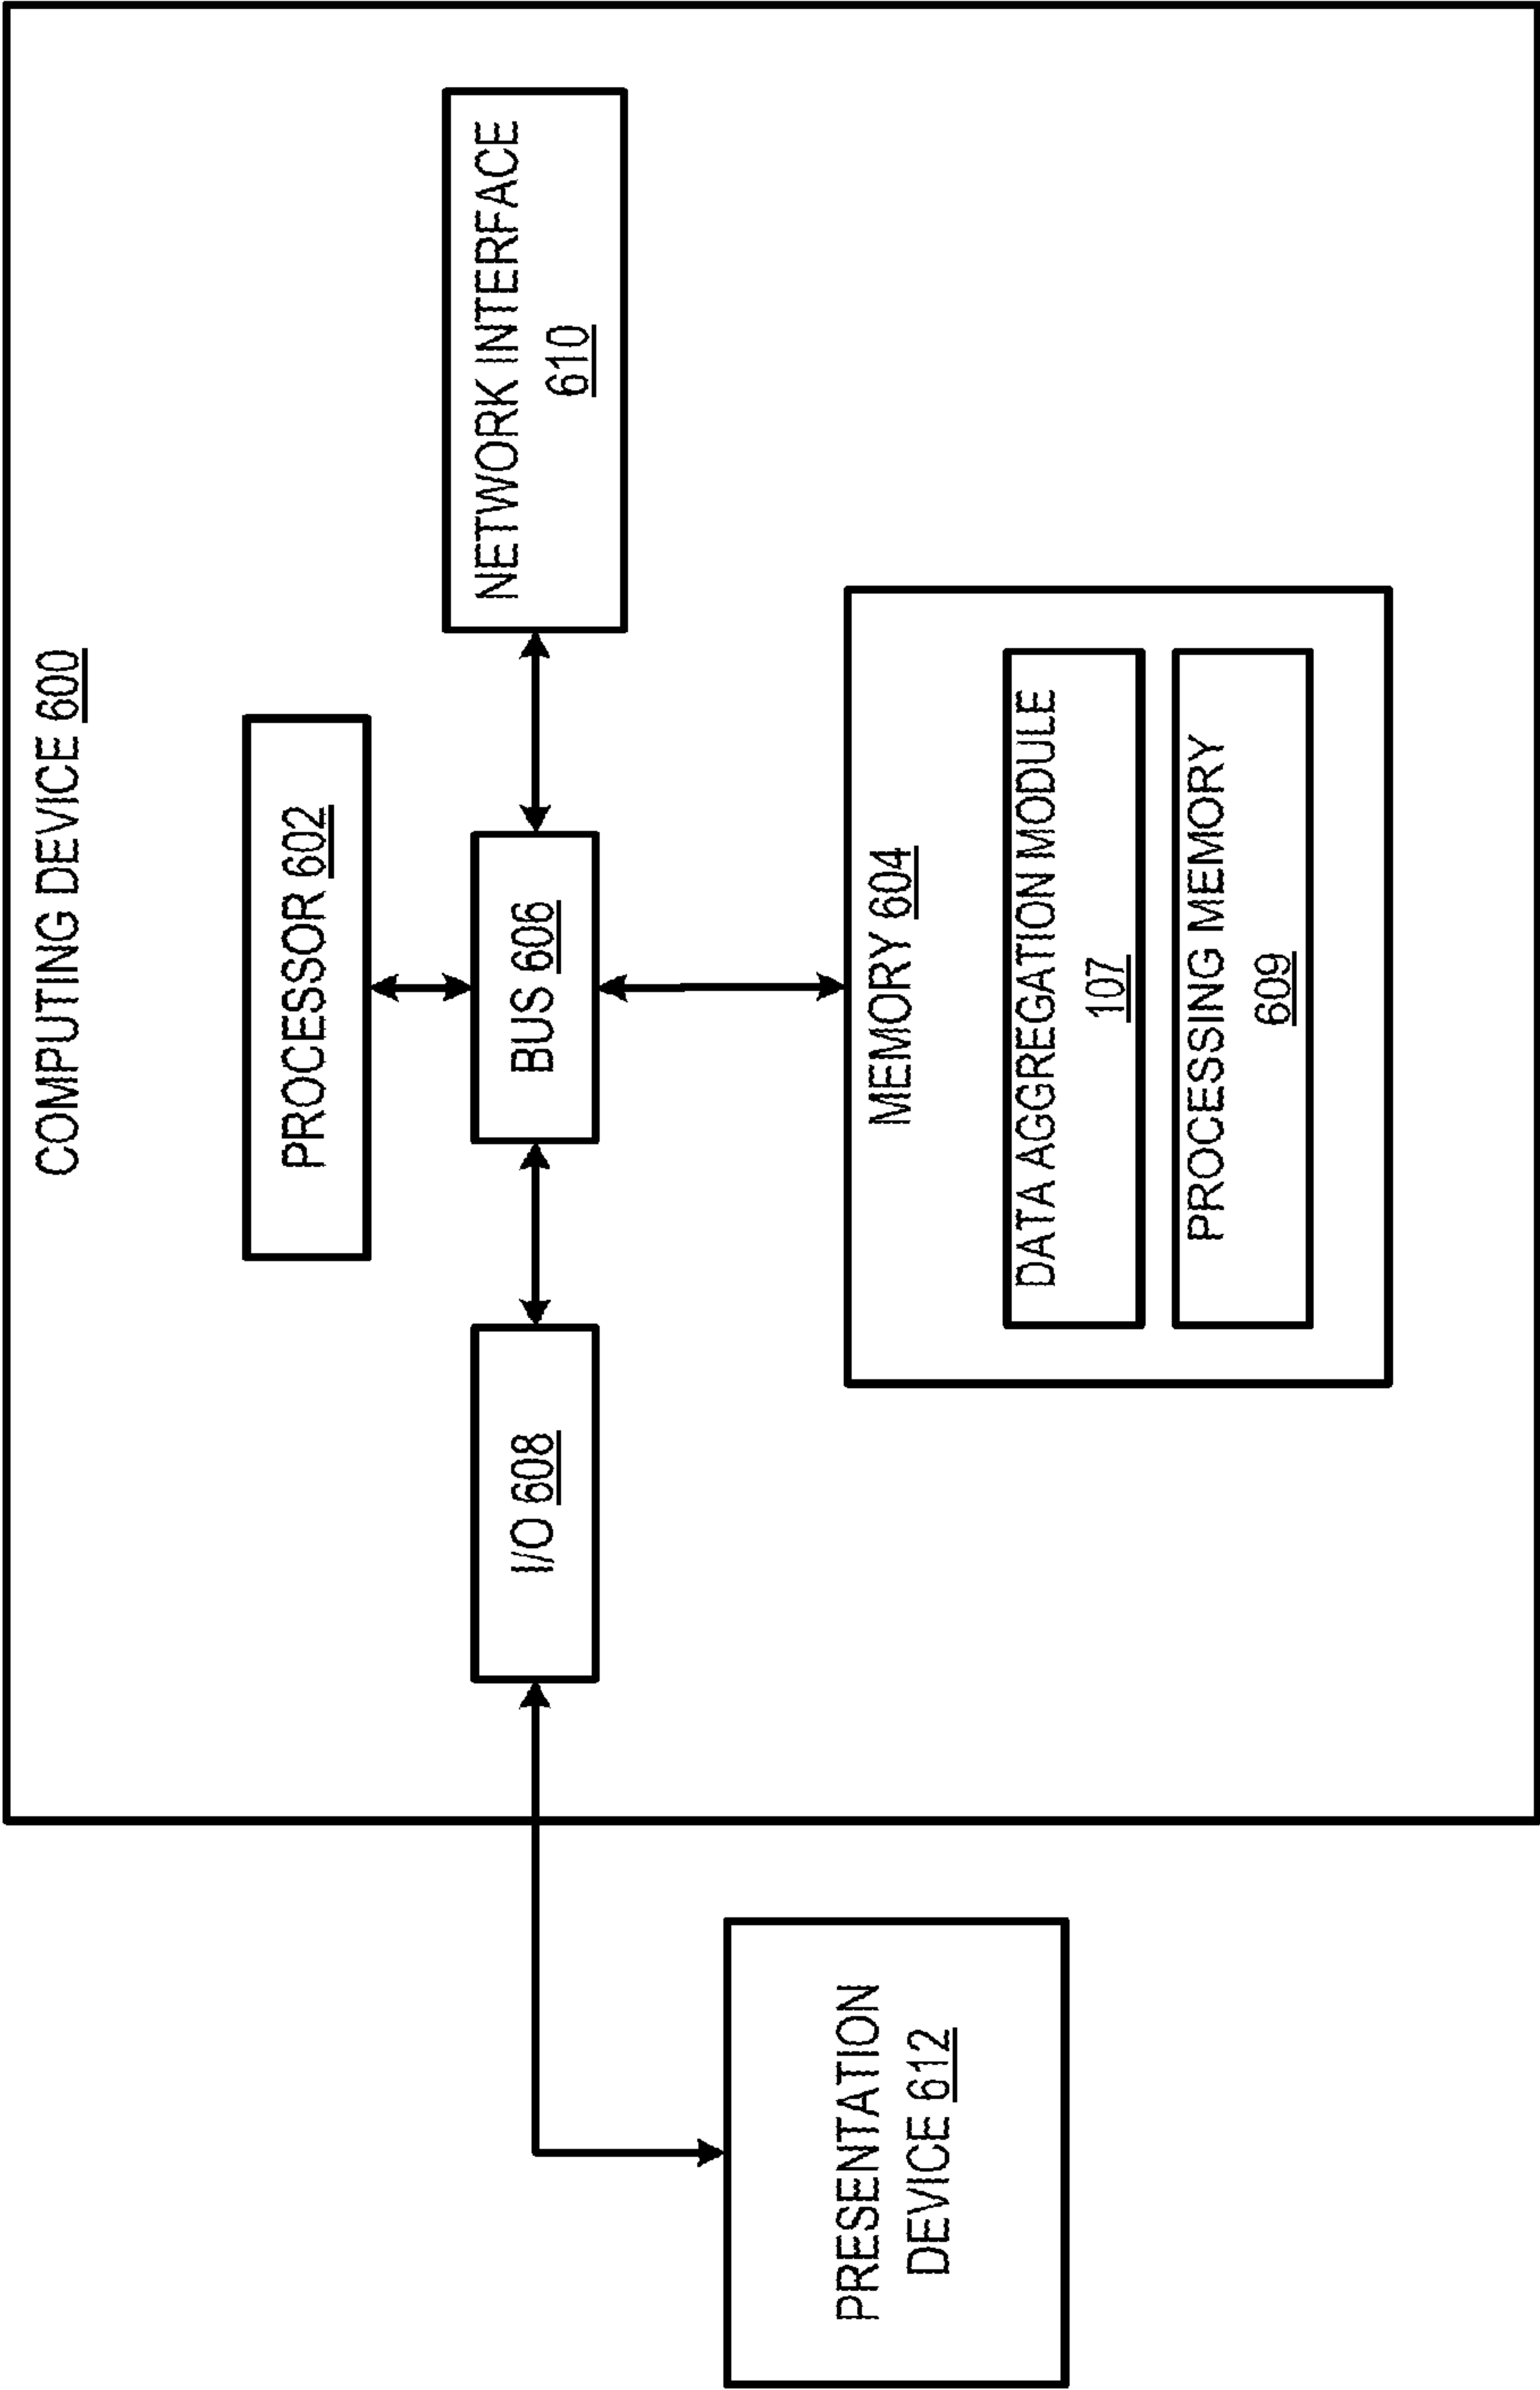 COMPUTING DEVICE 600
PROCESSOR 602
PRESENTATION
DEVICE 612
I/O 608
BUS 606
NETWORK INTERFACE
610
MEMORY 604
DATA AGGREGATION MODULE
107
PROCESSING MEMORY
609